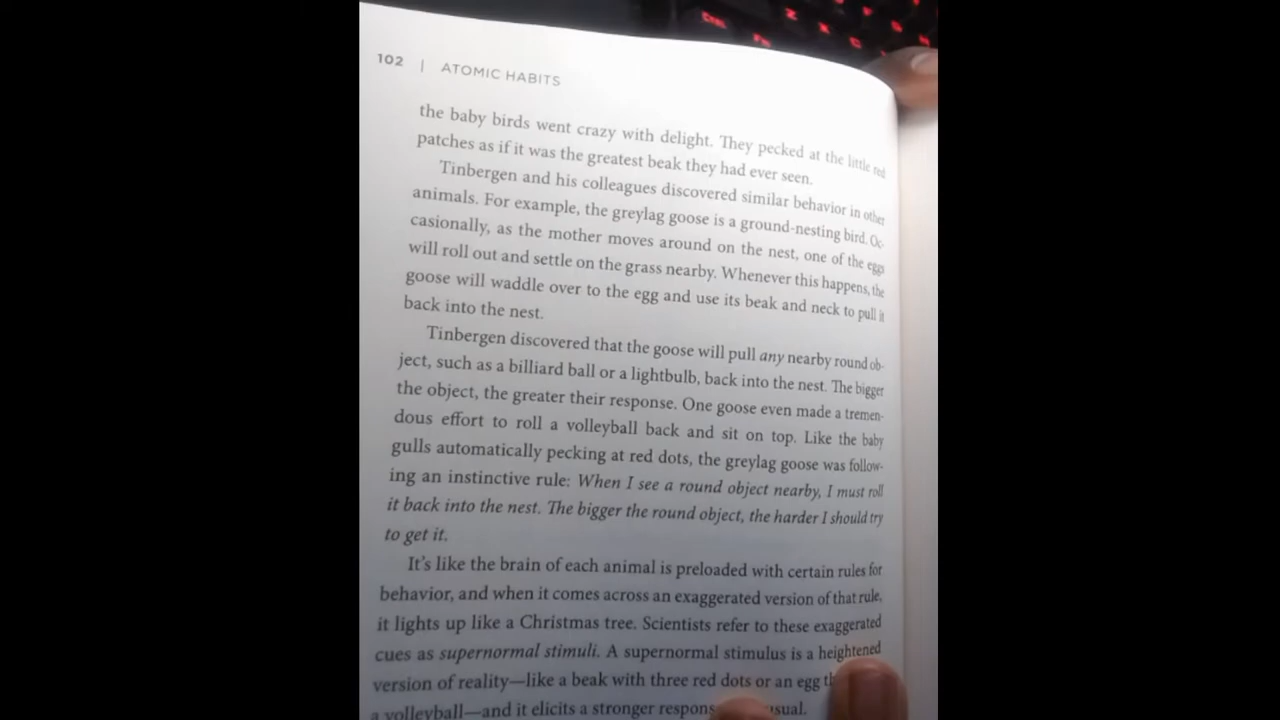 102 | ATOMIC HABITS
the baby birds went crazy with delight. They pecked at the little red
patches as if it was the greatest beak they had ever seen.
Tinbergen and his colleagues discovered similar behavior in other
animals. For example, the greylag goose is a ground-nesting bird. Oc-
casionally, as the mother moves around on the nest, one of the eggs
will roll out and settle on the grass nearby. Whenever this happens, the
goose will waddle over to the egg and use its beak and neck to pull it
back into the nest.
Tinbergen discovered that the goose will pull any nearby round ob-
ject, such as a billiard ball or a lightbulb, back into the nest. The bigger
the object, the greater their response. One goose even made a tremen-
dous effort to roll a volleyball back and sit on top. Like the baby
gulls automatically pecking at red dots, the greylag goose was follow-
ing an instinctive rule: When I see a round object nearby, I must roll
it back into the nest. The bigger the round object, the harder I should try
to get it.
It's like the brain of each animal is preloaded with certain rules for
behavior, and when it comes across an exaggerated version of that rule,
it lights up like a Christmas tree. Scientists refer to these exaggerated
cues as supernormal stimuli. A supernormal stimulus is a heightened
version of reality—like a beak with three red dots or an egg
a volleyball—and it elicits a stronger